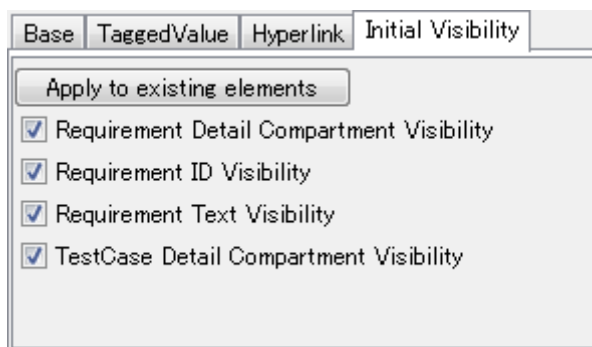 Base TaggedValue Hyperlink Initial Visibility
Apply to existing elements
Requirement Detail Compartment Visibility
Requirement ID Visibility
Requirement Text Visibility
TestCase Detail Compartment Visibility